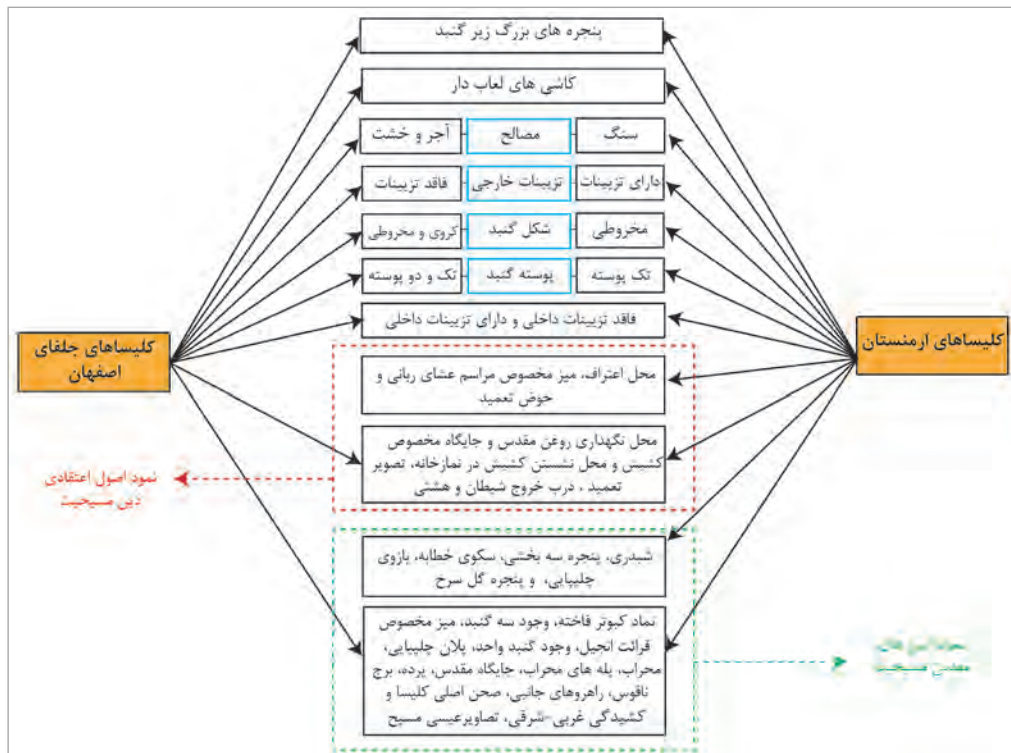 پنجره های بزرگ زیر گنبد
کاشی های لعاب دار
سنگ
مصالح
آجر و خشت
دارای تزیینات
تزیینات خارجی
فاقد تزیینات
مخروطی
شکل گنبد
کروی و مخروطی
تک پوسته
پوسته گنبد
تک و دو پوسته
فاقد تزیینات داخلی و دارای تزیینات داخلی
کلیساهای ارمنستان
کلیساهای جلفای
اصفهان
محل اعتراف، میز مخصوص مراسم عشای ربانی و
حوض تعمید
محل نگهداری روغن مقدس و جایگاه مخصوص
کشیش و محل نشستن کشیش در نمازخانه، تصویر
تعمید ، درب خروج شیطان و هشتی
نمود اصول اعتقادی
دین مسیحیت
شبدری، پنجره سه بخشی، سکوی خطابه، بازوی
چلیپایی، و پنجره گل سرخ
نماد کبوتر فاخته، وجود سه گنبد، میز مخصوص
قرائت انجیل، وجود گنبد واحد، پلان چلیپایی،
محراب، پله های محراب، جایگاه مقدس، پرده، برج
ناقوس، راهروهای جانبی، صحن اصلی کلیسا و
کشیدگی غربی-شرقی، تصاویرعیسی مسیح
مسیحیت